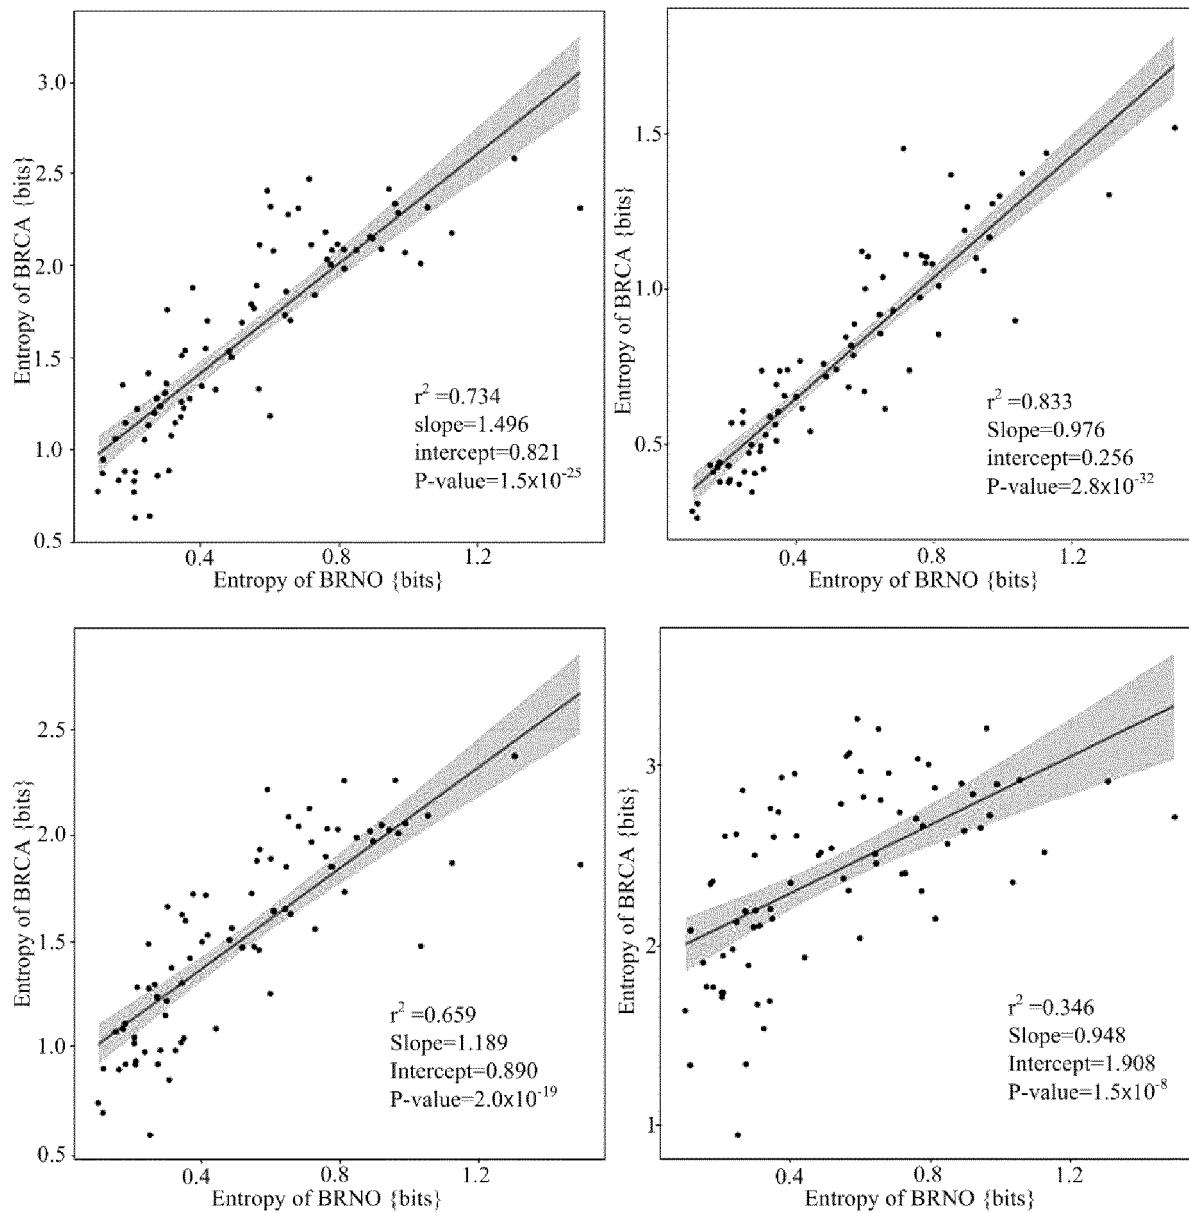 3.0
2.5
2.0
1.5
1.0
0.5
Entropy of BRCA {bits}
r² =0.734
slope=1.496
intercept=0.821
P-value=1.5x10⁻²⁵
0.4
0.8
1.2
Entropy of BRNO {bits}
1.5
1.0
0.5
Entropy of BRCA {bits}
r² =0.833
Slope=0.976
intercept=0.256
P-value=2.8x10⁻³²
0.4
0.8
1.2
Entropy of BRNO {bits}
2.5
2.0
1.5
1.0
0.5
Entropy of BRCA {bits}
r² =0.659
Slope=1.189
Intercept=0.890
P-value=2.0x10⁻¹⁹
0.4
0.8
1.2
Entropy of BRNO {bits}
3
2
1
Entropy of BRCA {bits}
r² =0.346
Slope=0.948
Intercept=1.908
P-value=1.5x10⁻⁸
0.4
0.8
1.2
Entropy of BRNO {bits}